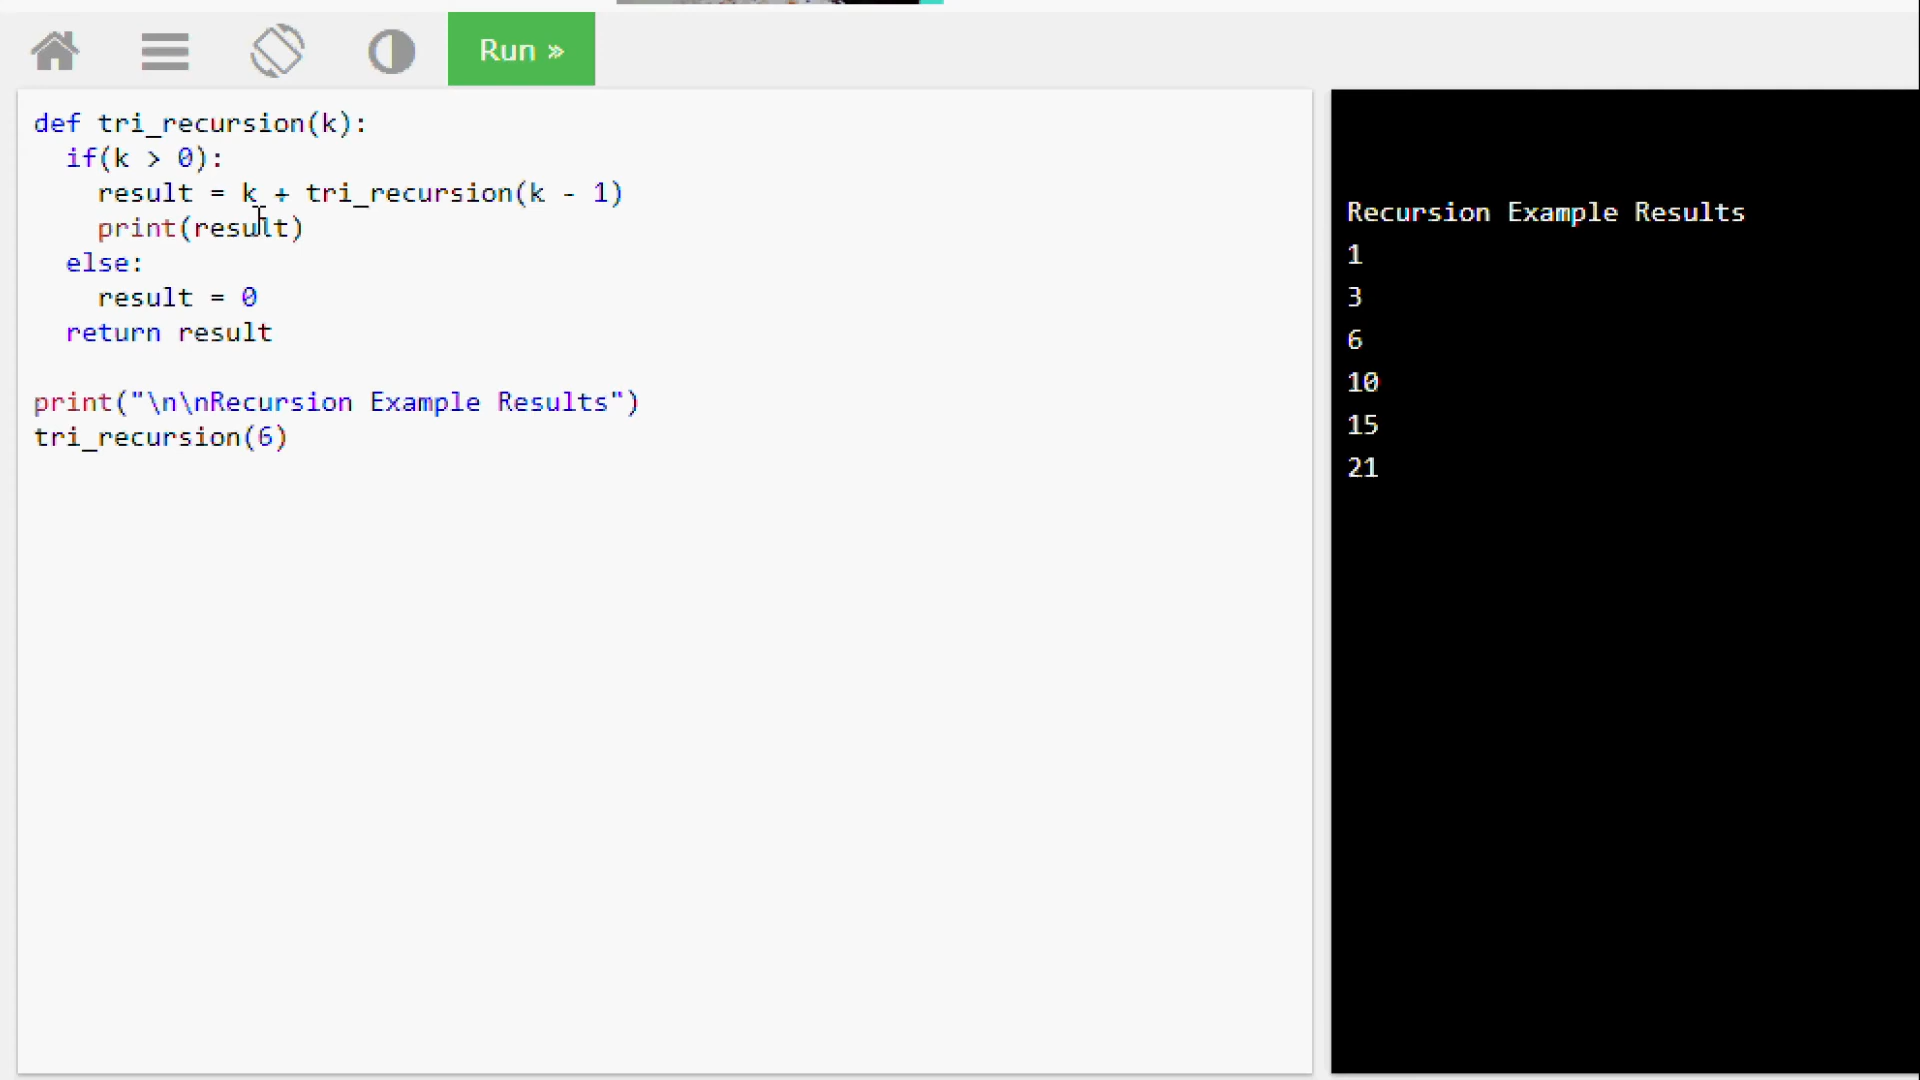 Run »
def tri_recursion(k):
  if(k > 0):
    result = k + tri_recursion(k - 1)
    print(result)
  else:
    result = 0
  return result

print("\n\nRecursion Example Results")
tri_recursion(6)
Recursion Example Results
1
3
6
10
15
21